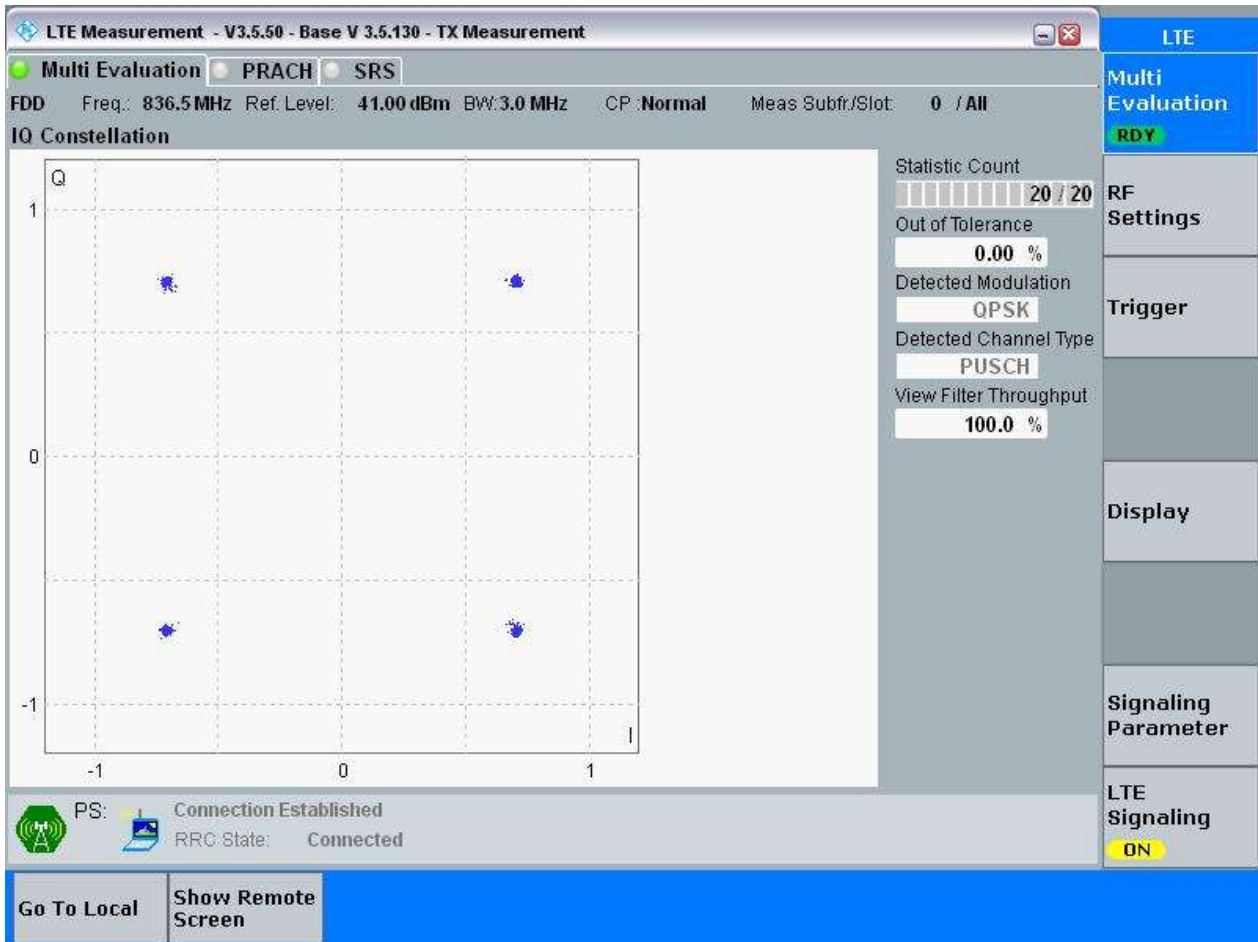 LTE Measurement - V3.5.50 - Base V 3.5.130 - TX Measurement
LTE
Multi Evaluation PRACH SRS
Multi
Evaluation
RDY
FDD Freq.: 836.5 MHz Ref. Level: 41.00 dBm BW: 3.0 MHz CP :Normal Meas Subfr./Slot: 0 / All
IQ Constellation
Q
1
0
-1
I
-1 0 1
Statistic Count
20 / 20
Out of Tolerance
0.00 %
Detected Modulation
QPSK
Detected Channel Type
PUSCH
View Filter Throughput
100.0 %
RF
Settings
Trigger
Display
Signaling
Parameter
LTE
Signaling
ON
PS: Connection Established
RRC State: Connected
Go To Local
Show Remote
Screen